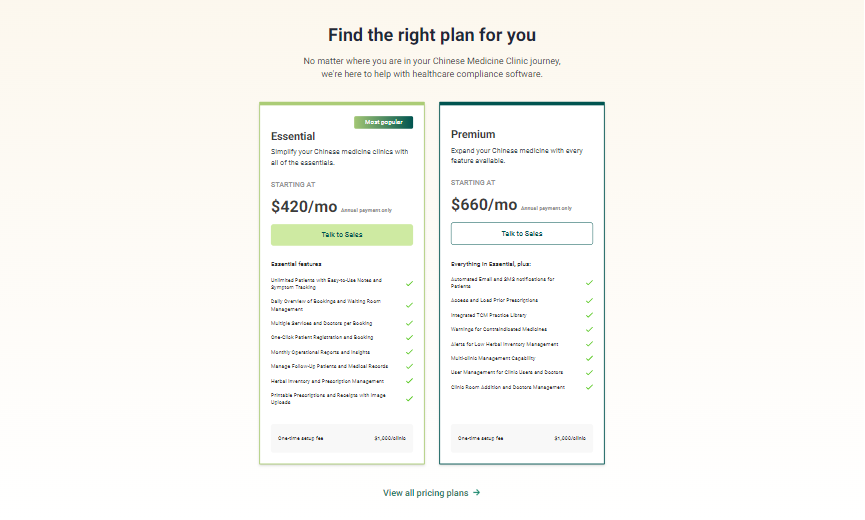 Find the right plan for you
No matter where you are in your Chinese Medicine Clinic journey,
we're here to help with healthcare compliance software.
Most popular
Essential
Simplify your Chinese medicine clinics with
all of the essentials.
STARTING AT
$420/mo Annual payment only
Talk to Sales
Essential features
Unlimited Patients with Easy-to-Use Notes and
Symptom Tracking
Daily Overview of Bookings and Waiting Room
Management
Multiple Services and Doctors per Booking
One-Click Patient Registration and Booking
Monthly Operational Reports and Insights
Manage Follow-Up Patients and Medical Records
Herbal Inventory and Prescription Management
Printable Prescriptions and Receipts with Image
Uploads
One-time setup fee $1,000/clinic
Premium
Expand your Chinese medicine with every
feature available.
STARTING AT
$660/mo Annual payment only
Talk to Sales
Everything in Essential, plus:
Automated Email and SMS notifications for
Patients
Access and Load Prior Prescriptions
Integrated TCM Practice Library
Warnings for Contraindicated Medicines
Alerts for Low Herbal Inventory Management
Multi-clinic Management Capability
User Management for Clinic Users and Doctors
Clinic Room Addition and Doctors Management
One-time setup fee $1,000/clinic
View all pricing plans →